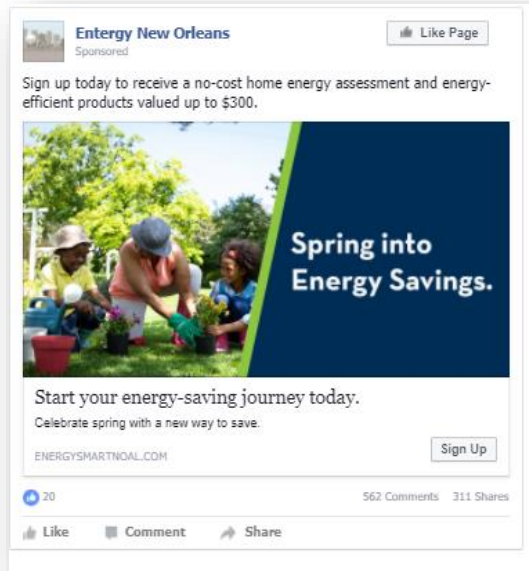 Entergy New Orleans
Like Page
Sponsored
Sign up today to receive a no-cost home energy assessment and energy-
efficient products valued up to $300.
Spring into
Energy Savings.
Start your energy-saving journey today.
Celebrate spring with a new way to save.
ENERGYSMARTNOAL.COM
Sign Up
20
562 Comments 311 Shares
Like Comment Share